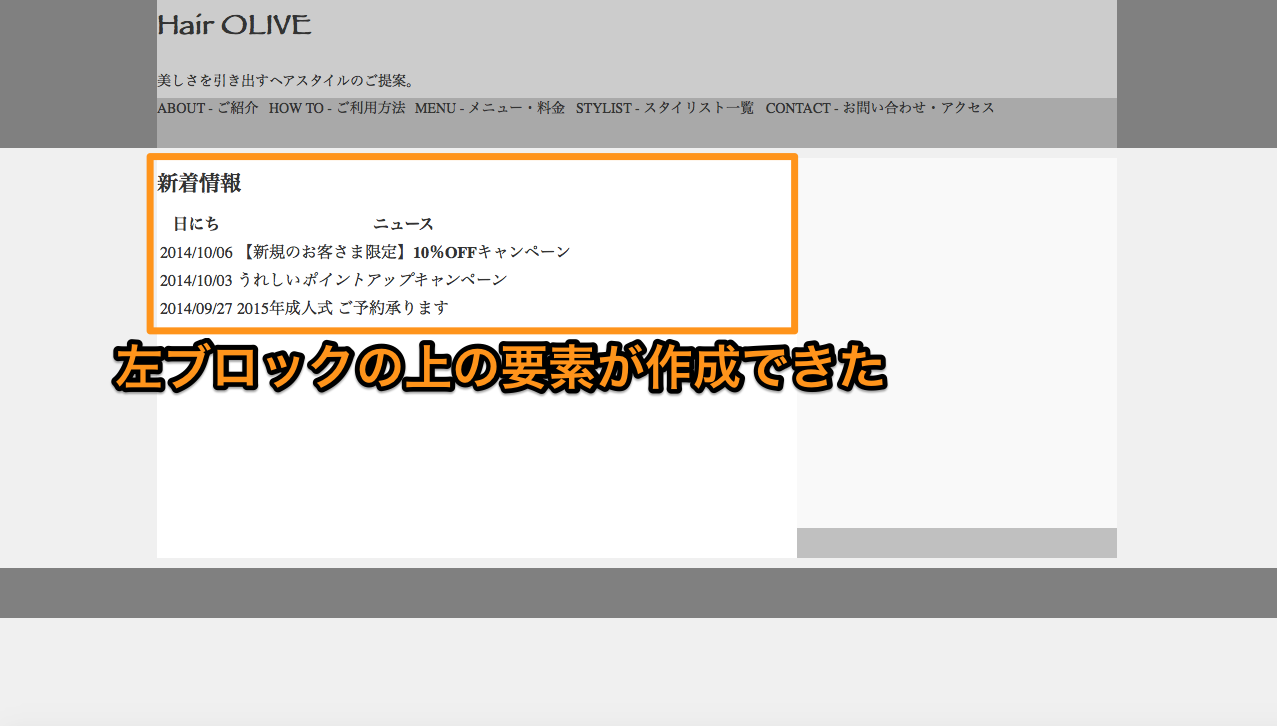 Hair OLIVE
美しさを引き出すヘアスタイルのご提案。
ABOUT - ご紹介 HOW TO - ご利用方法 MENU - メニュー・料金 STYLIST - スタイリスト一覧 CONTACT - お問い合わせ・アクセス
新着情報
日にち ニュース
2014/10/06 【新規のお客さま限定】10%OFFキャンペーン
2014/10/03 うれしいポイントアップキャンペーン
2014/09/27 2015年成人式 ご予約承ります
左ブロックの上の要素が作成できた